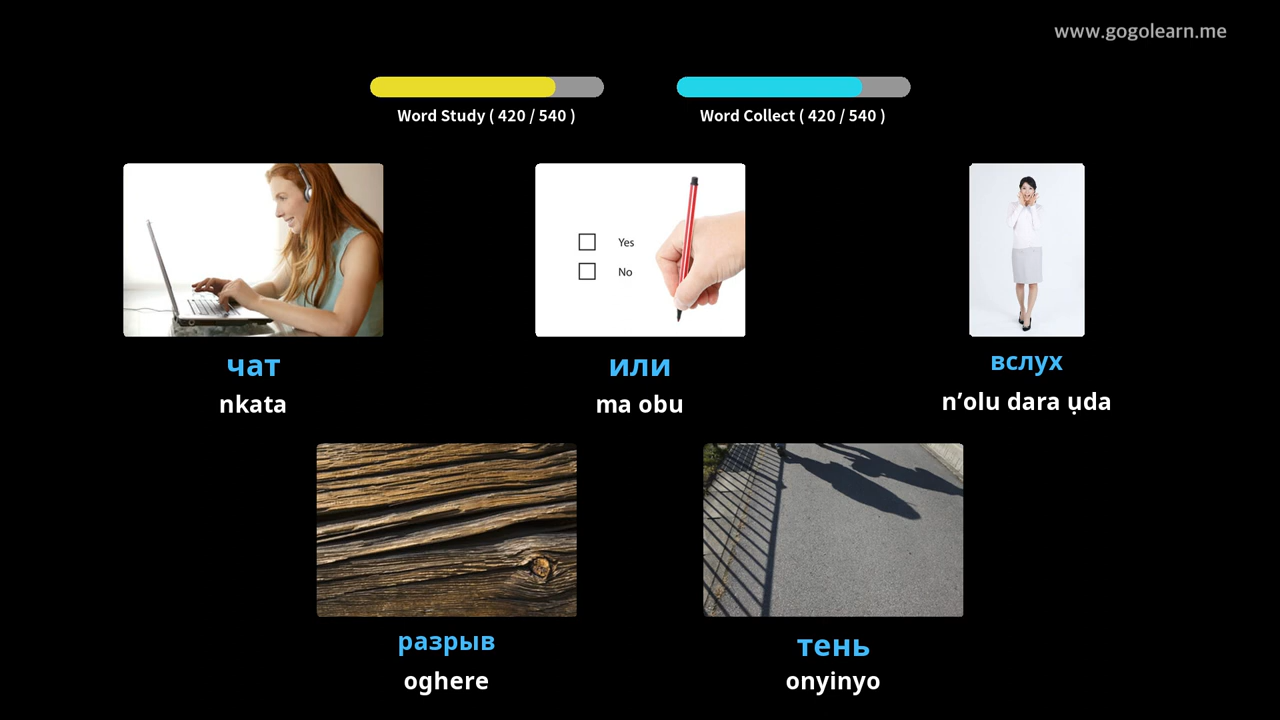 www.gogolearn.me
Word Study ( 420 / 540 )
Word Collect ( 420 / 540 )
Yes
No
чат
nkata
или
ma obu
вслух
n’olu dara ụda
разрыв
oghere
тень
onyinyo